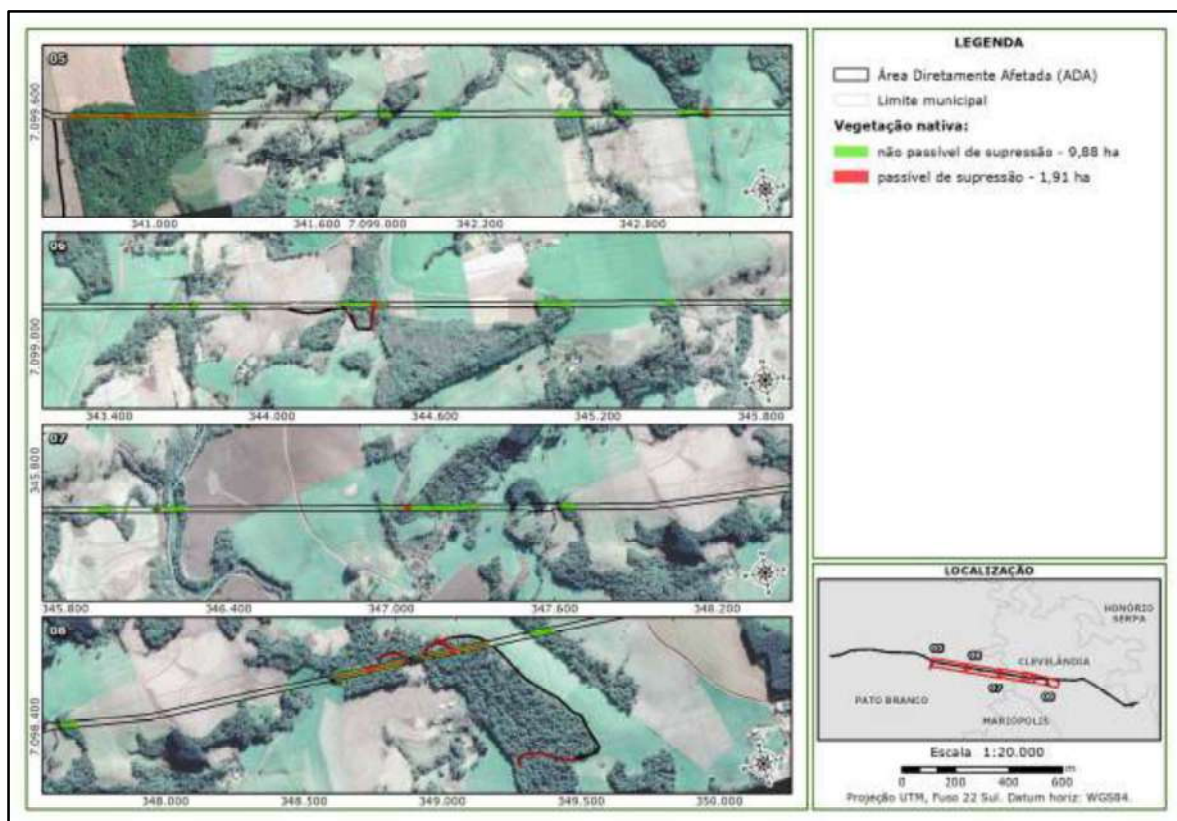 05
7.099.600
341.000
341.600
7.099.000
342.200
342.800
06
7.099.000
343.400
344.000
344.600
345.200
345.800
07
345.800
345.800
346.400
347.000
347.600
348.200
08
7.098.400
348.000
348.500
349.000
349.500
350.000
LEGENDA
Área Diretamente Afetada (ADA)
Limite municipal
Vegetação nativa:
não passível de supressão - 9,88 ha
passível de supressão - 1,91 ha
LOCALIZAÇÃO
HONÓRIO
SERPA
CLEVELÂNDIA
07
PATO BRANCO
MARIÓPOLIS
Escala 1:20.000
m
0 200 400 600
Projeção UTM, Fuso 22 Sul. Datum horiz: WGS84.